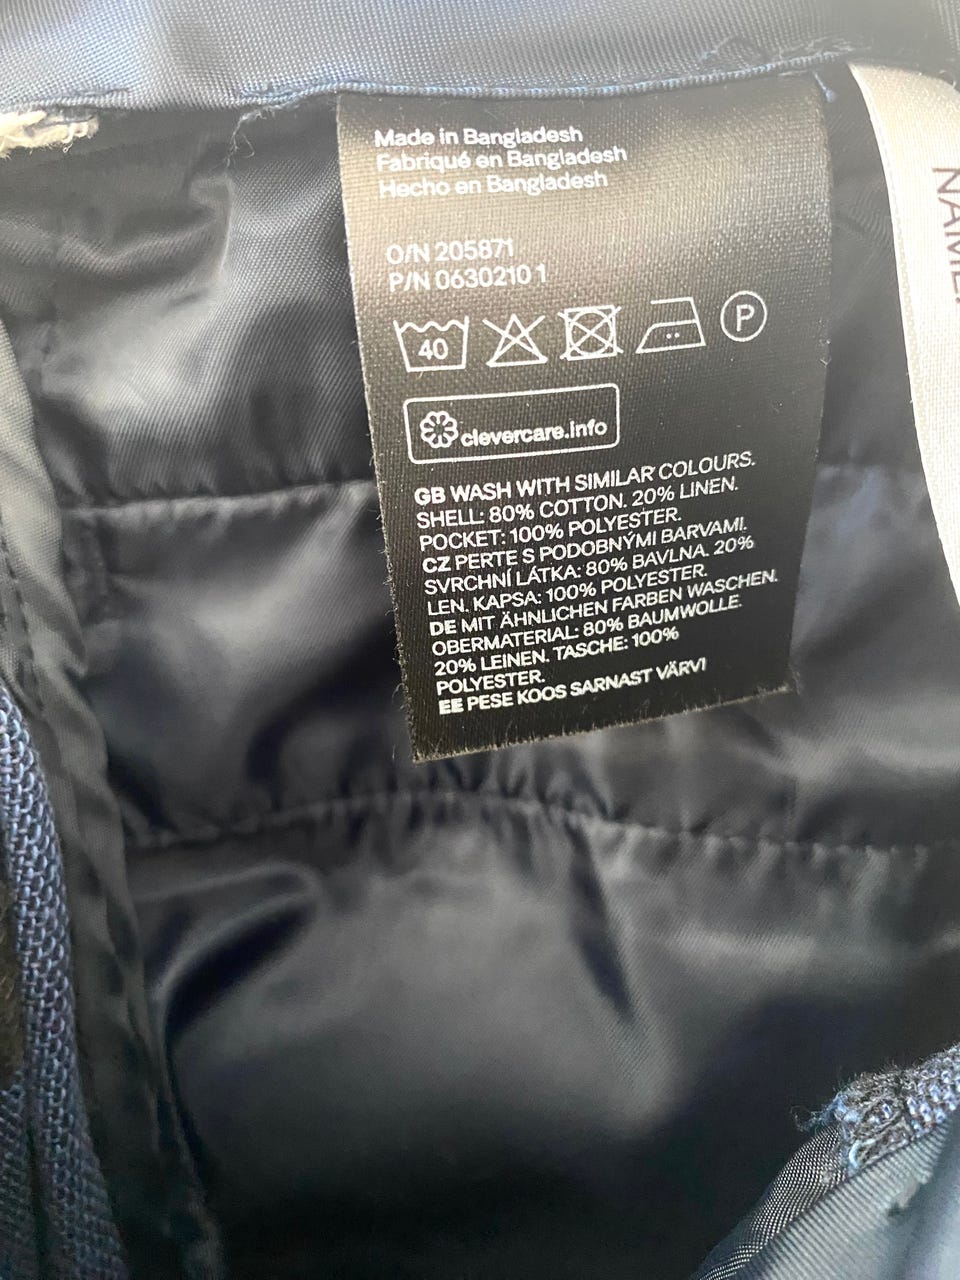 Made in Bangladesh
Fabriqué en Bangladesh
Hecho en Bangladesh
O/N 205871
P/N 0630210 1
40
P
clevercare.info
GB WASH WITH SIMILAR COLOURS.
SHELL: 80% COTTON. 20% LINEN.
POCKET: 100% POLYESTER.
CZ PERTE S PODOBNÝMI BARVAMI.
SVRCHNÍ LÁTKA: 80% BAVLNA. 20%
LEN. KAPSA: 100% POLYESTER.
DE MIT ÄHNLICHEN FARBEN WASCHEN.
OBERMATERIAL: 80% BAUMWOLLE.
20% LEINEN. TASCHE: 100%
POLYESTER.
EE PESE KOOS SARNAST VÄRVI
NAME